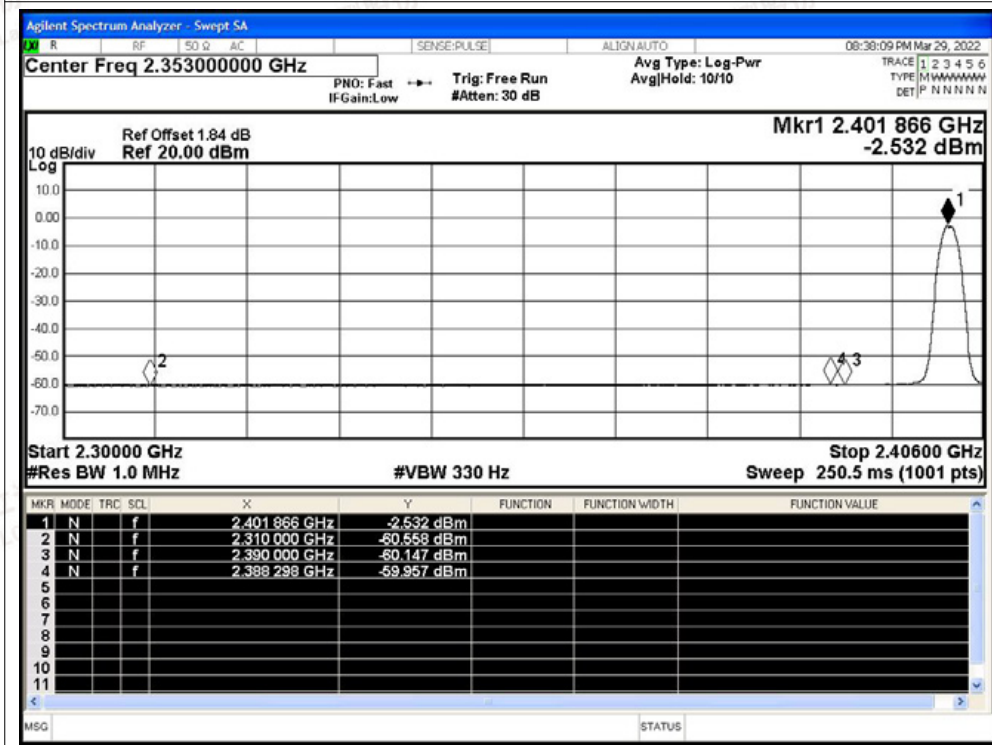 Agilent Spectrum Analyzer - Swept SA
R RF 50 Ω AC SENSE:PULSE ALIGN AUTO 08:38:09 PM Mar 29, 2022
Center Freq 2.353000000 GHz Avg Type: Log-Pwr TRACE 1 2 3 4 5 6
PNO: Fast Trig: Free Run Avg|Hold: 10/10 TYPE M WWWWW
IFGain:Low #Atten: 30 dB DET P N N N N N
Mkr1 2.401 866 GHz
Ref Offset 1.84 dB
10 dB/div Ref 20.00 dBm -2.532 dBm
Log
10.0
1
0.00
-10.0
-20.0
-30.0
-40.0
-50.0
2 4 3
-60.0
-70.0
Start 2.30000 GHz Stop 2.40600 GHz
#Res BW 1.0 MHz #VBW 330 Hz Sweep 250.5 ms (1001 pts)
MKR MODE TRC SCL X Y FUNCTION FUNCTION WIDTH FUNCTION VALUE
1 N f 2.401 866 GHz -2.532 dBm
2 N f 2.310 000 GHz -60.558 dBm
3 N f 2.390 000 GHz -60.147 dBm
4 N f 2.388 298 GHz -59.957 dBm
5
6
7
8
9
10
11
MSG STATUS